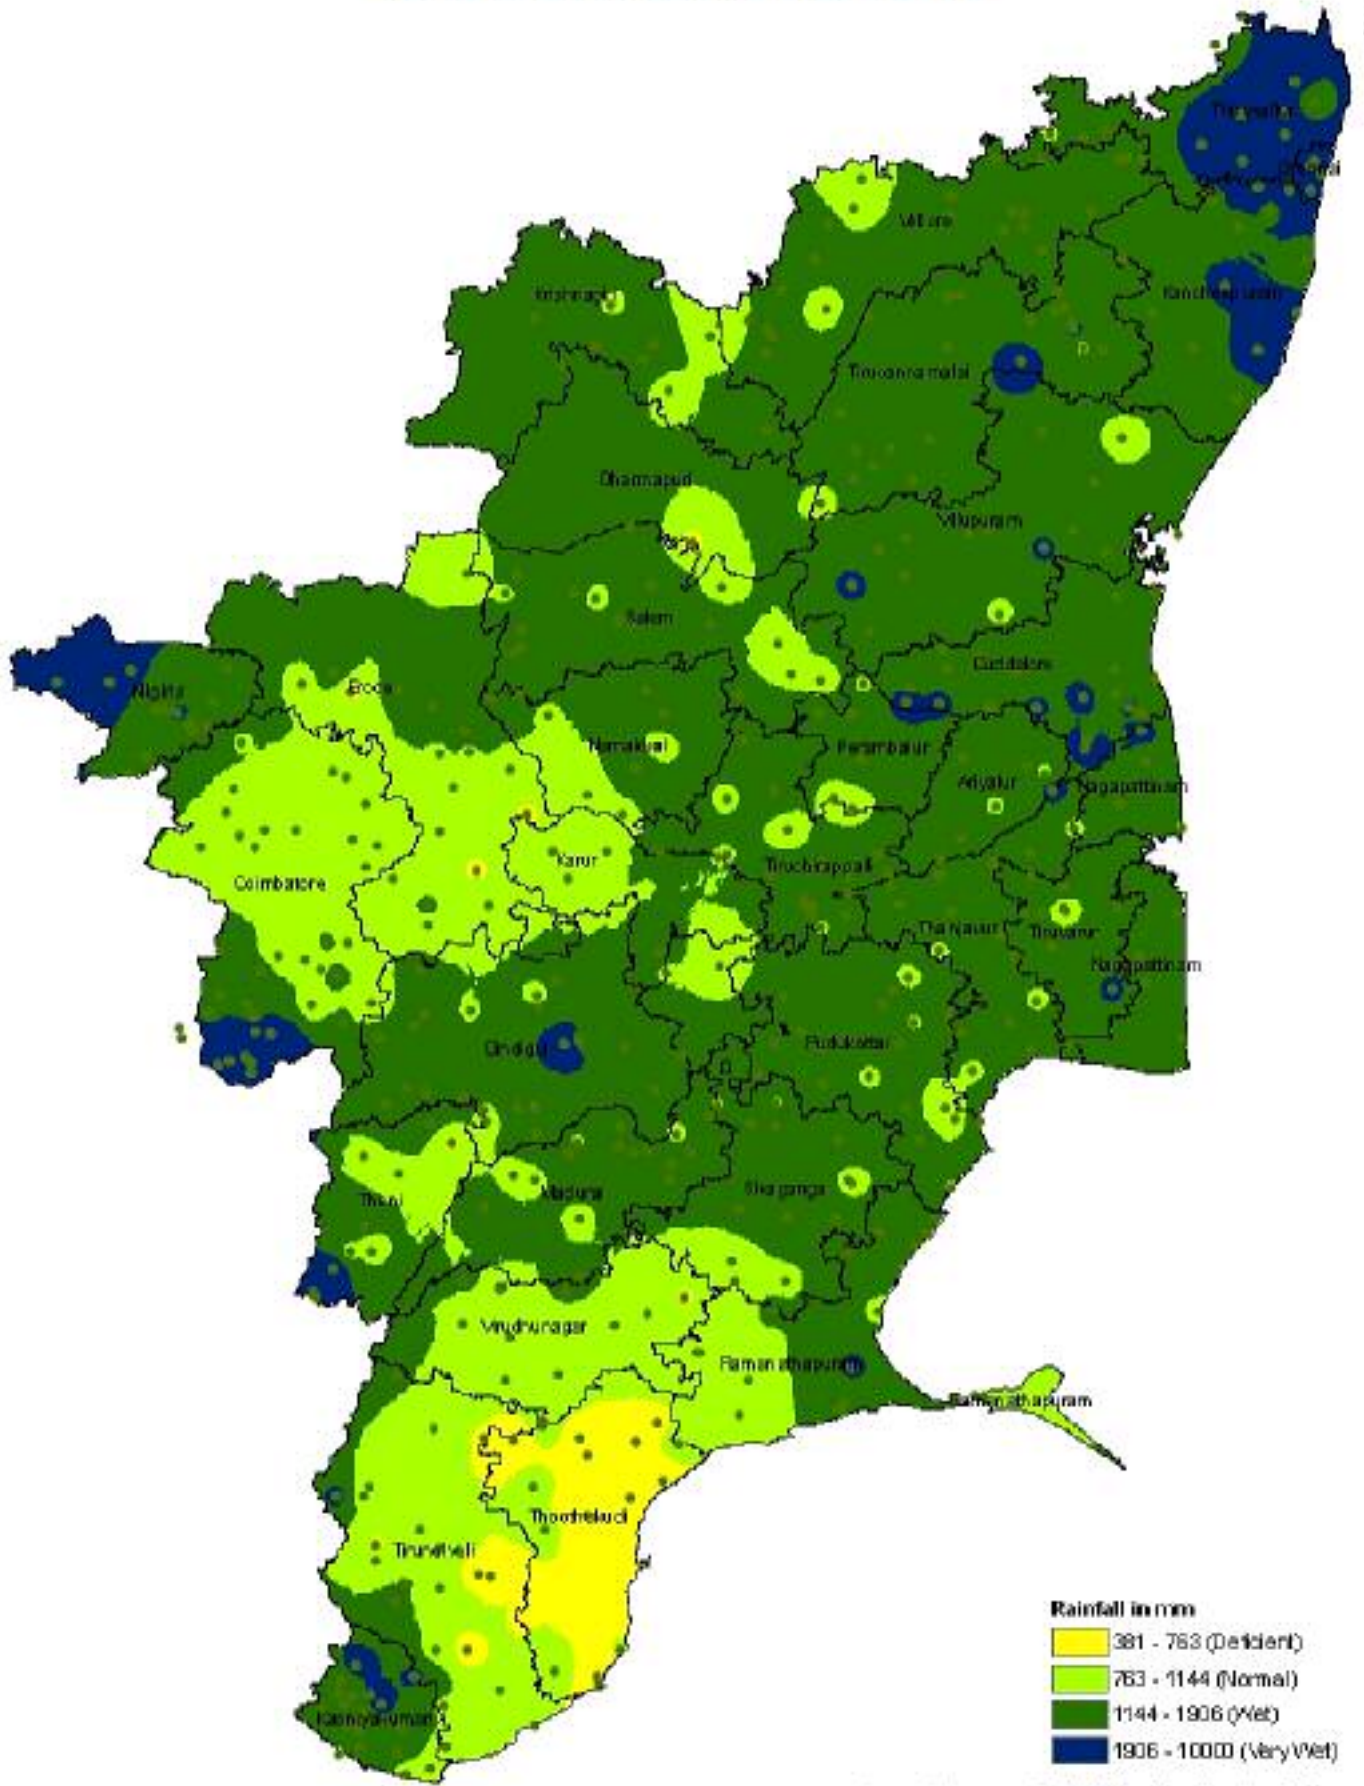 Vellore
Krishnagiri
Kancheepuram
Tiruvannamalai
Dharmapuri
Villupuram
Salem
Cuddalore
Nilgiris
Erode
Namakkal
Perambalur
Ariyalur
Nagapattinam
Karur
Tiruchirappalli
Coimbatore
Thanjavur
Tiruvarur
Nagapattinam
Dindigul
Pudukottai
Theni
Madurai
Sivaganga
Virudhunagar
Ramanathapuram
Ramanathapuram
Thoothukudi
Tirunelveli
Kanniyakumari
Rainfall in mm
381 - 763 (Deficient)
763 - 1144 (Normal)
1144 - 1906 (Wet)
1906 - 10000 (Very Wet)